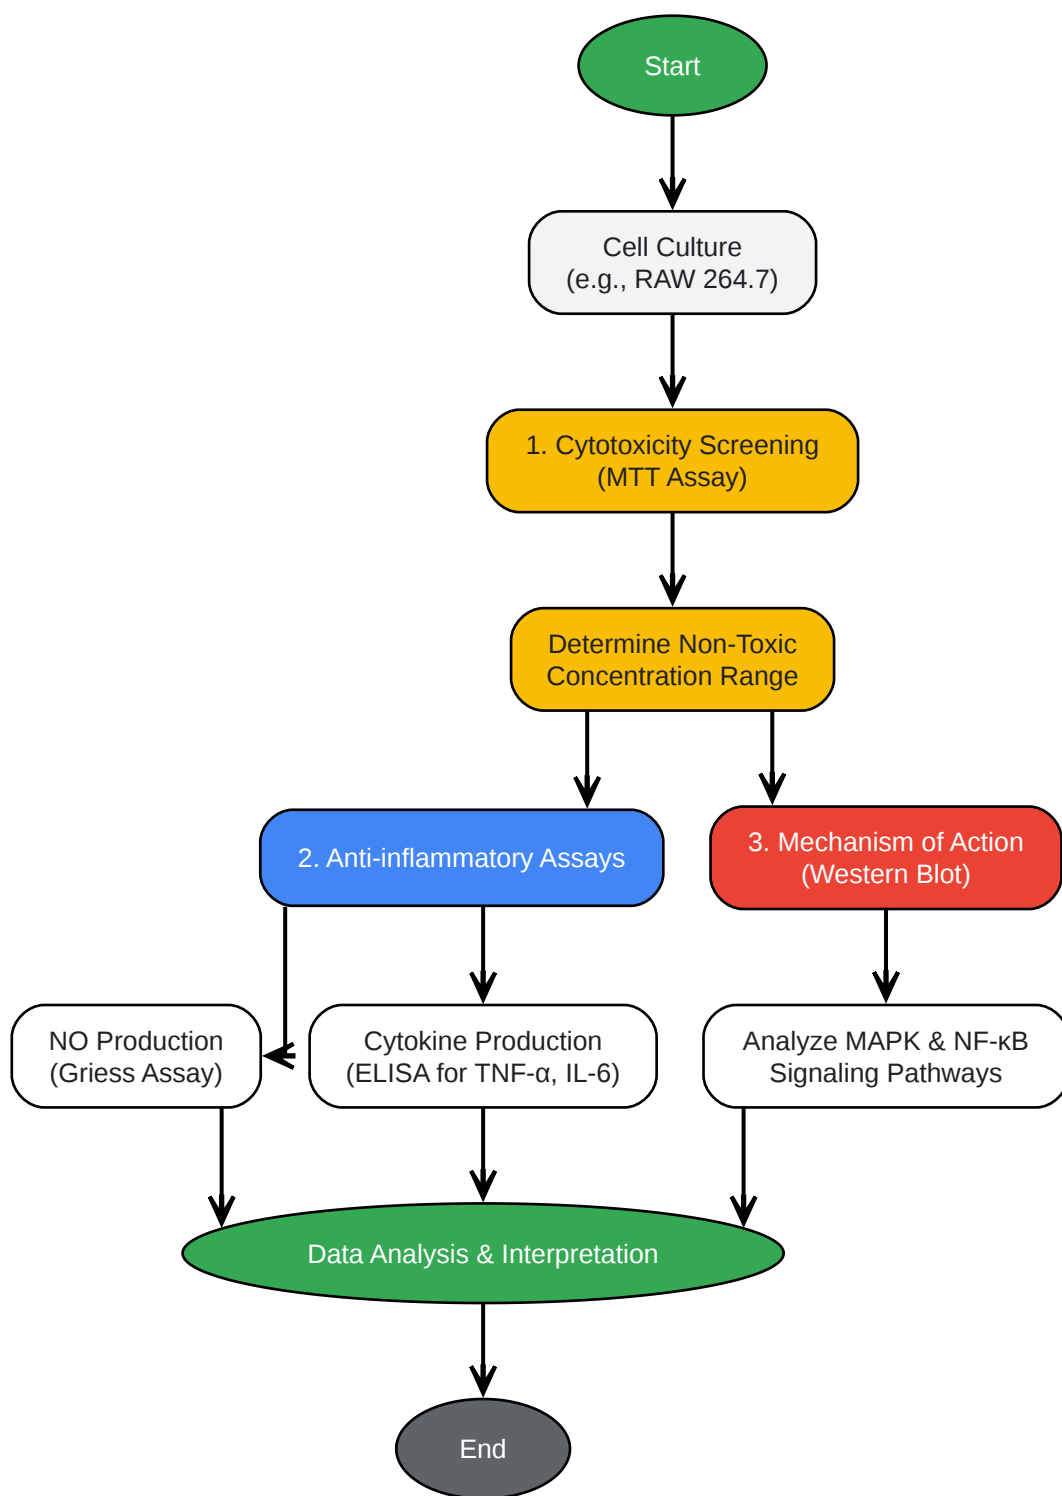 Start
Cell Culture
(e.g., RAW 264.7)
1. Cytotoxicity Screening
(MTT Assay)
Determine Non-Toxic
Concentration Range
2. Anti-inflammatory Assays
3. Mechanism of Action
(Western Blot)
NO Production
(Griess Assay)
Cytokine Production
(ELISA for TNF-α, IL-6)
Analyze MAPK & NF-κB
Signaling Pathways
Data Analysis & Interpretation
End